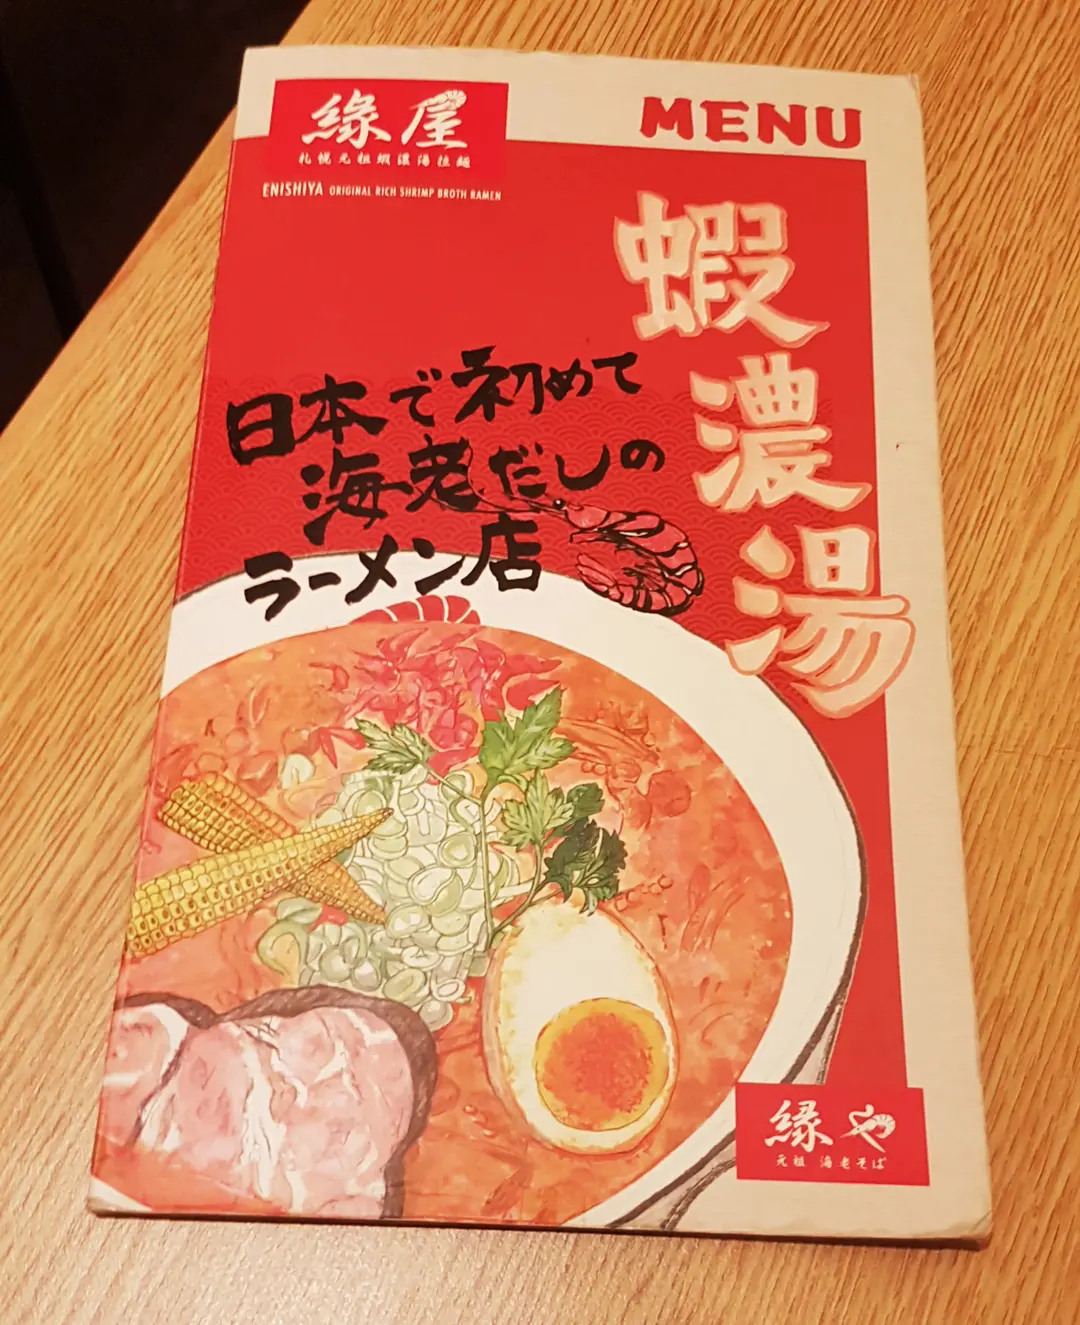 緣屋
札幌元祖蝦濃湯拉麵
ENISHIYA ORIGINAL RICH SHRIMP BROTH RAMEN
MENU
蝦濃湯
日本で初めて
海老だしの
ラーメン店
縁や
元祖 海老そば